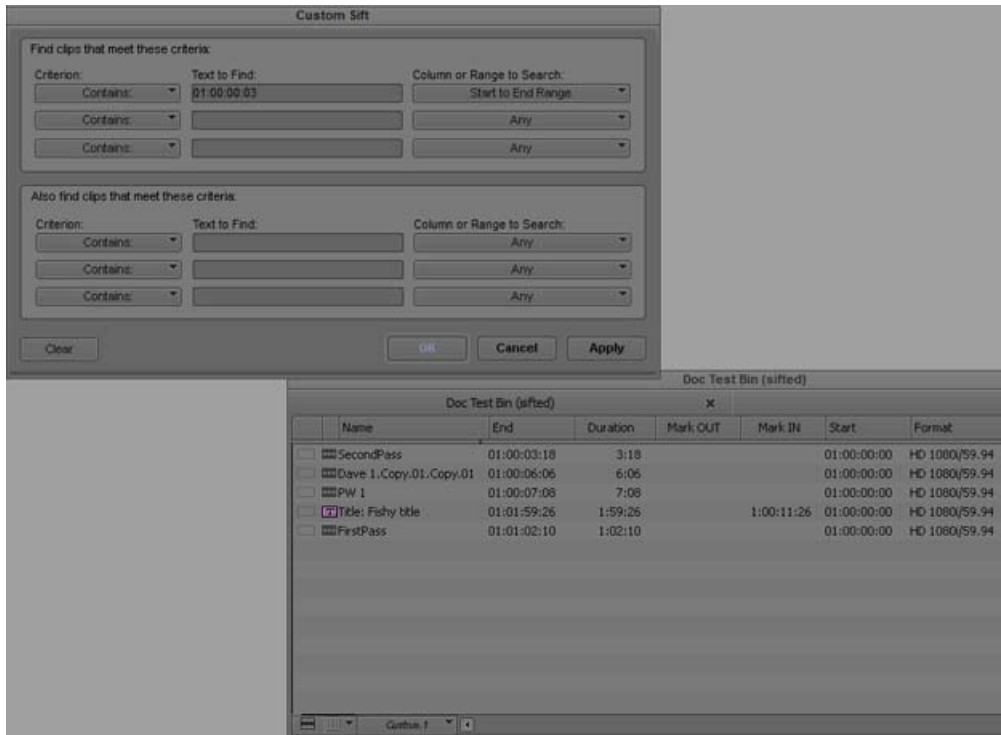 Custom Sift
Find clips that meet these criteria:
Criterion: Text to Find: Column or Range to Search:
Contains: 01:00:00:03 Start to End Range
Contains: Any
Contains: Any
Also find clips that meet these criteria:
Criterion: Text to Find: Column or Range to Search:
Contains: Any
Contains: Any
Contains: Any
Clear OK Cancel Apply
Doc Test Bin (sifted)
Doc Test Bin (sifted) x
Name End Duration Mark OUT Mark IN Start Format
SecondPass 01:00:03:18 3:18 01:00:00:00 HD 1080i/59.94
Dave 1.Copy.01.Copy.01 01:00:06:06 6:06 01:00:00:00 HD 1080i/59.94
PW 1 01:00:07:08 7:08 01:00:00:00 HD 1080i/59.94
T Title: Fishy title 01:01:59:26 1:59:26 1:00:11:26 01:00:00:00 HD 1080i/59.94
FirstPass 01:01:02:10 1:02:10 01:00:00:00 HD 1080i/59.94
Custom.1